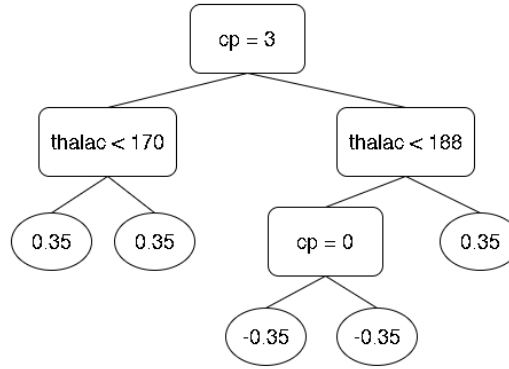 cp = 3
thalac < 170
thalac < 188
0.35
0.35
cp = 0
0.35
-0.35
-0.35